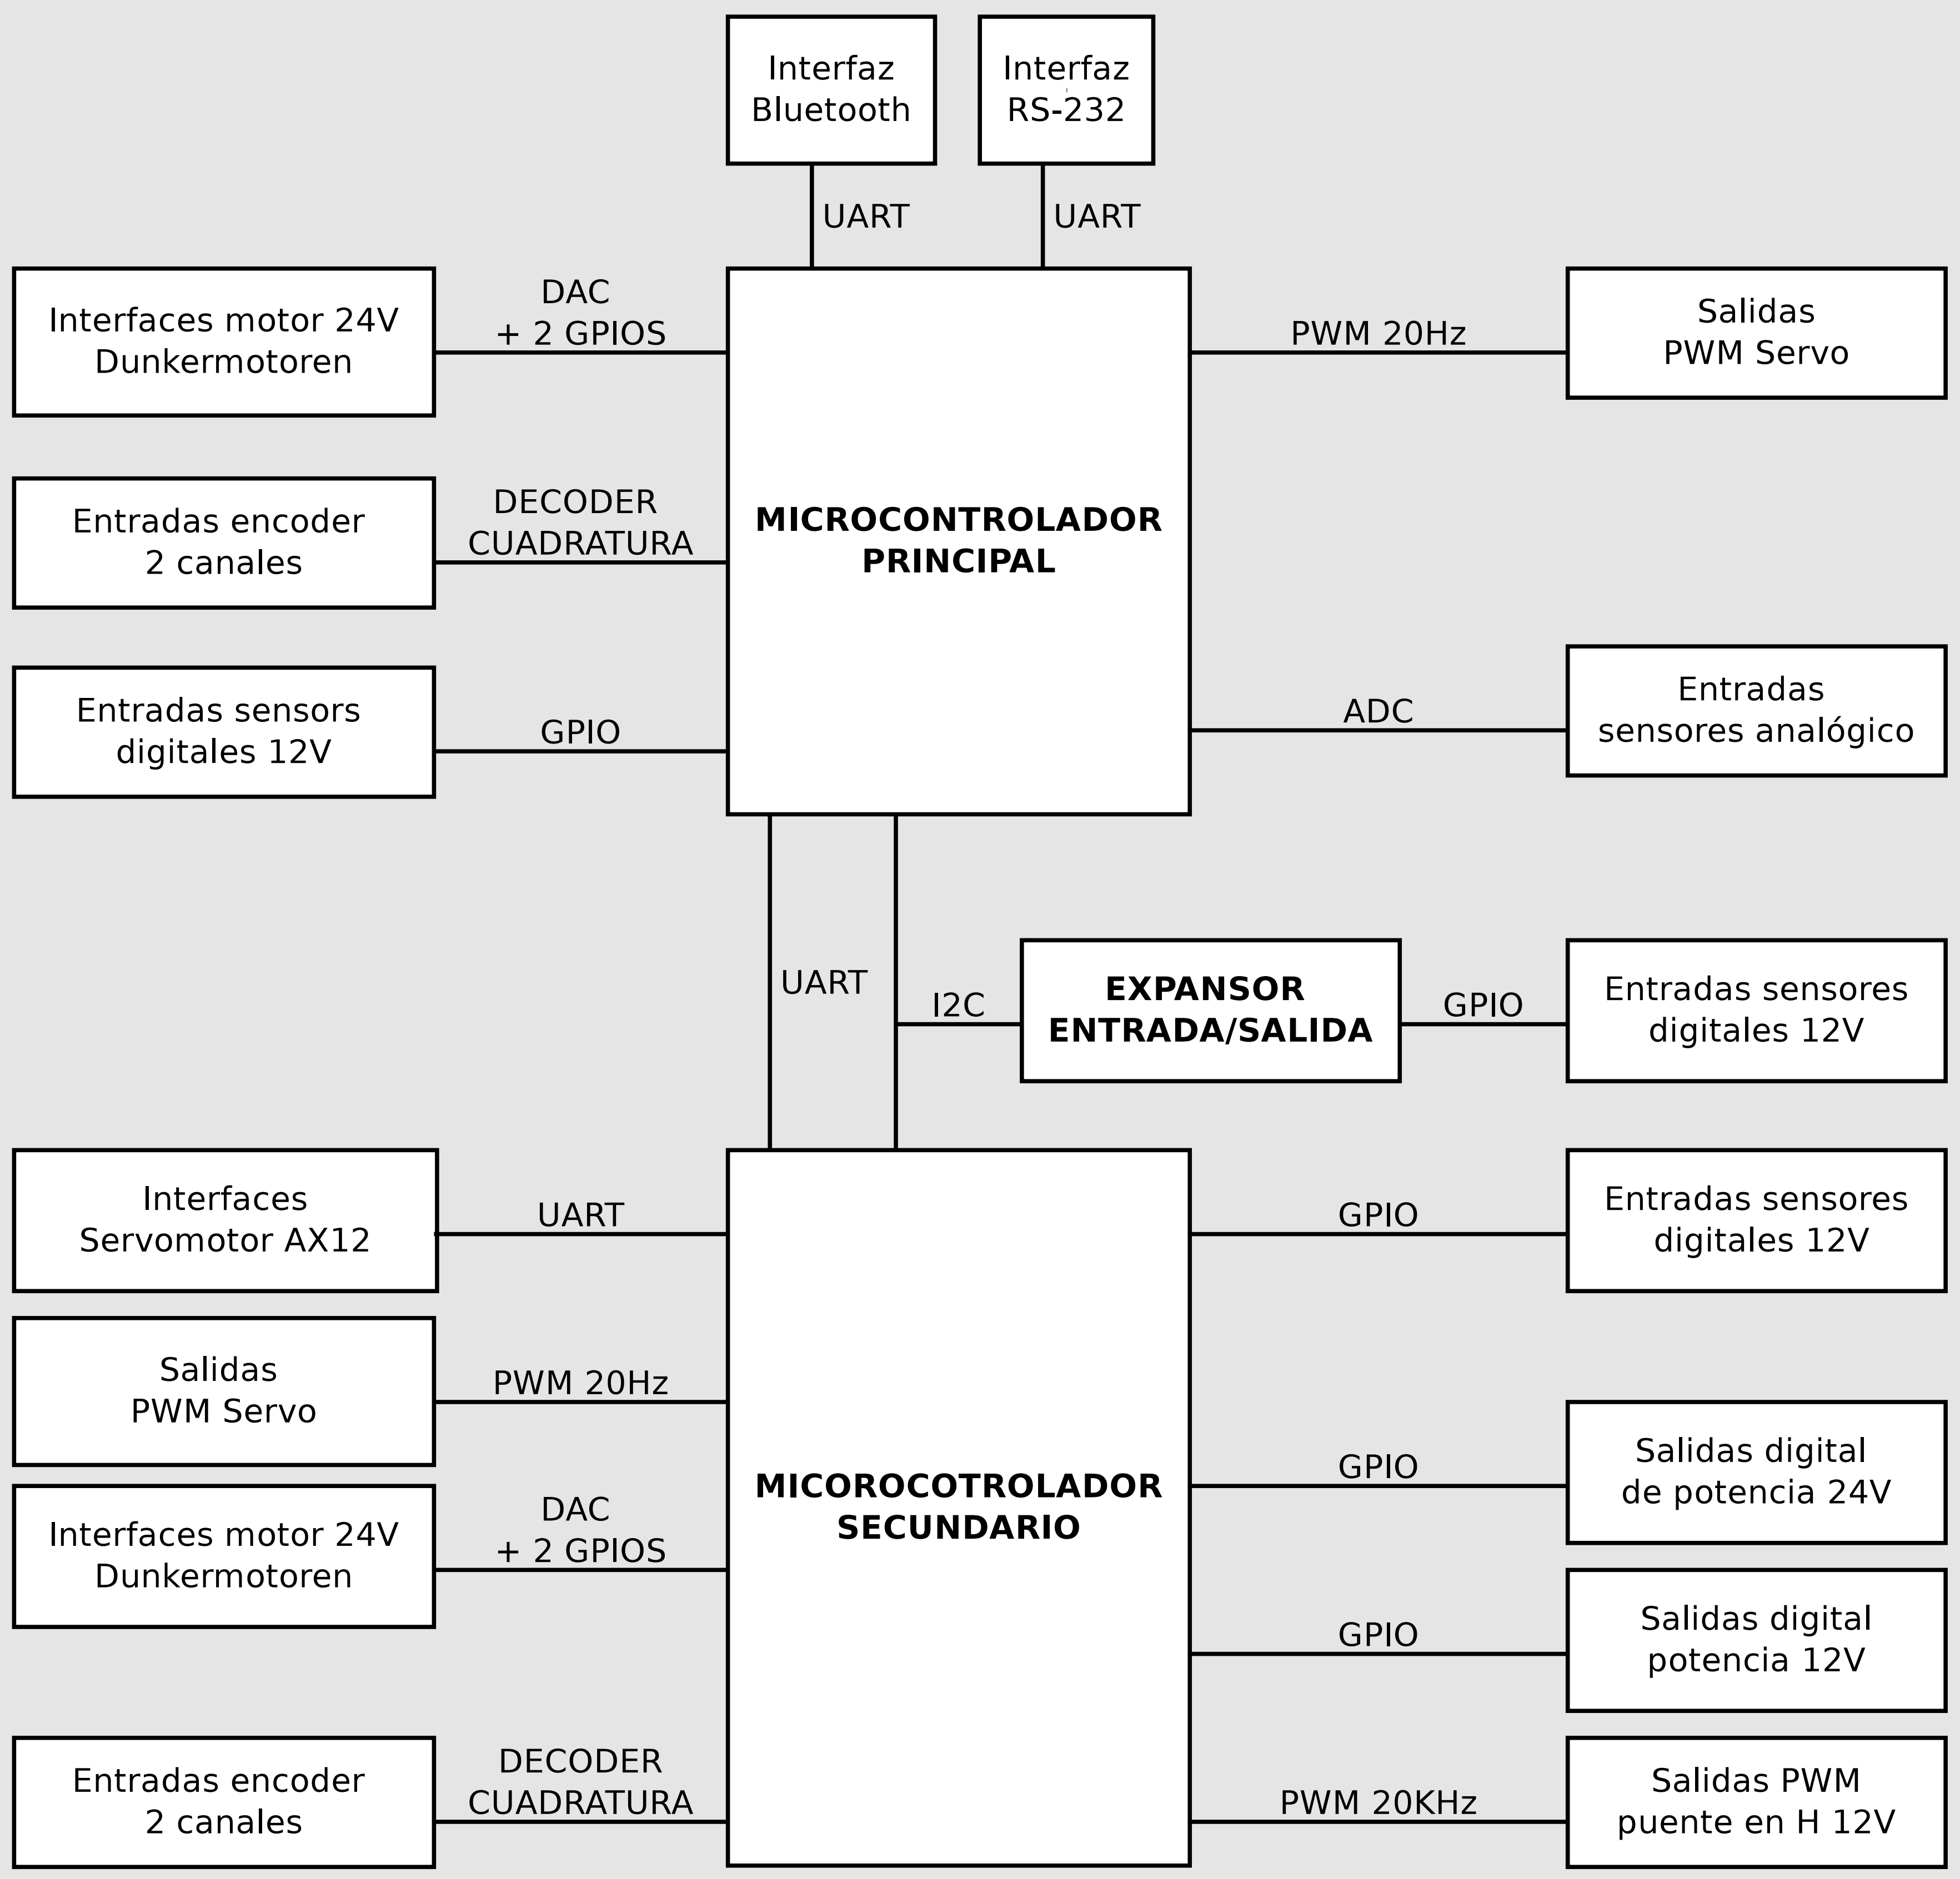 Interfaz
Bluetooth
Interfaz
RS-232
UART
UART
Interfaces motor 24V
Dunkermotoren
DAC
+ 2 GPIOS
PWM 20Hz
Salidas
PWM Servo
Entradas encoder
2 canales
DECODER
CUADRATURA
MICROCONTROLADOR
PRINCIPAL
Entradas sensors
digitales 12V
GPIO
ADC
Entradas
sensores analógico
UART
I2C
EXPANSOR
ENTRADA/SALIDA
GPIO
Entradas sensores
digitales 12V
Interfaces
Servomotor AX12
UART
GPIO
Entradas sensores
digitales 12V
Salidas
PWM Servo
PWM 20Hz
MICOROCOTROLADOR
SECUNDARIO
GPIO
Salidas digital
de potencia 24V
Interfaces motor 24V
Dunkermotoren
DAC
+ 2 GPIOS
GPIO
Salidas digital
potencia 12V
Entradas encoder
2 canales
DECODER
CUADRATURA
PWM 20KHz
Salidas PWM
puente en H 12V